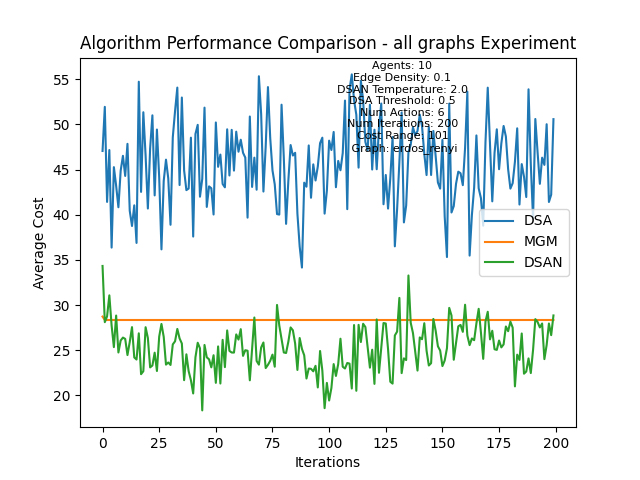 Algorithm Performance Comparison - all graphs Experiment
Agents: 10
Edge Density: 0.1
DSAN Temperature: 2.0
DSA Threshold: 0.5
Num Actions: 6
Num Iterations: 200
Cost Range: 101
Graph: erdos_renyi
Average Cost
55
50
45
40
35
30
25
20
DSA
MGM
DSAN
0
25
50
75
100
125
150
175
200
Iterations